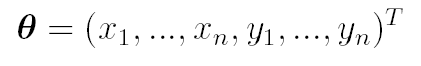 𝜽 = (x₁, ..., xₙ, y₁, ..., yₙ)ᵀ